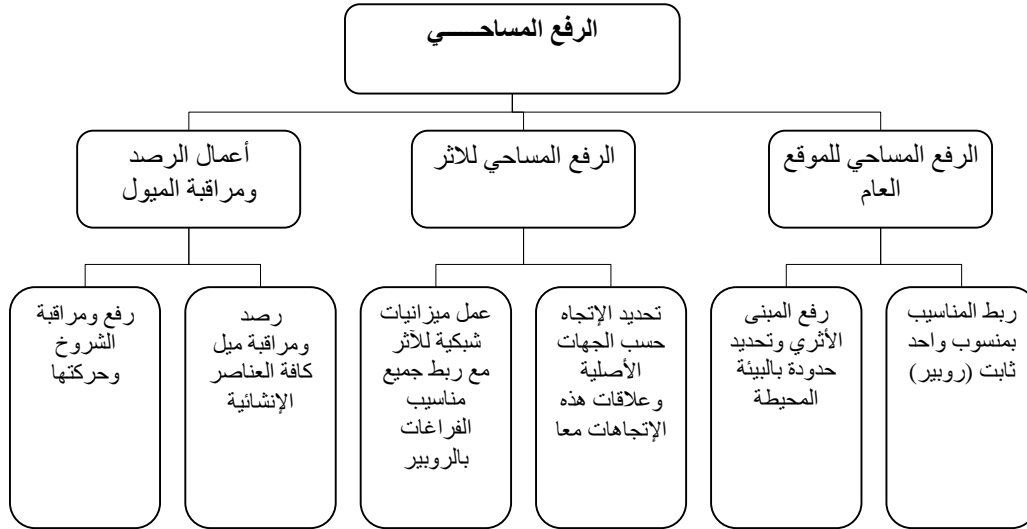 الرفع المساحـــــي
الرفع المساحي للموقع
العام
الرفع المساحي للاثر
أعمال الرصد
ومراقبة الميول
ربط المناسيب
بمنسوب واحد
ثابت (روبير)
رفع المبنى
الأثري وتحديد
حدودة بالبيئة
المحيطة
تحديد الإتجاه
حسب الجهات
الأصلية
وعلاقات هذه
الإتجاهات معا
عمل ميزانيات
شبكية للآثر
مع ربط جميع
مناسيب
الفراغات
بالروبير
رصد
ومراقبة ميل
كافة العناصر
الإنشائية
رفع ومراقبة
الشروخ
وحركتها